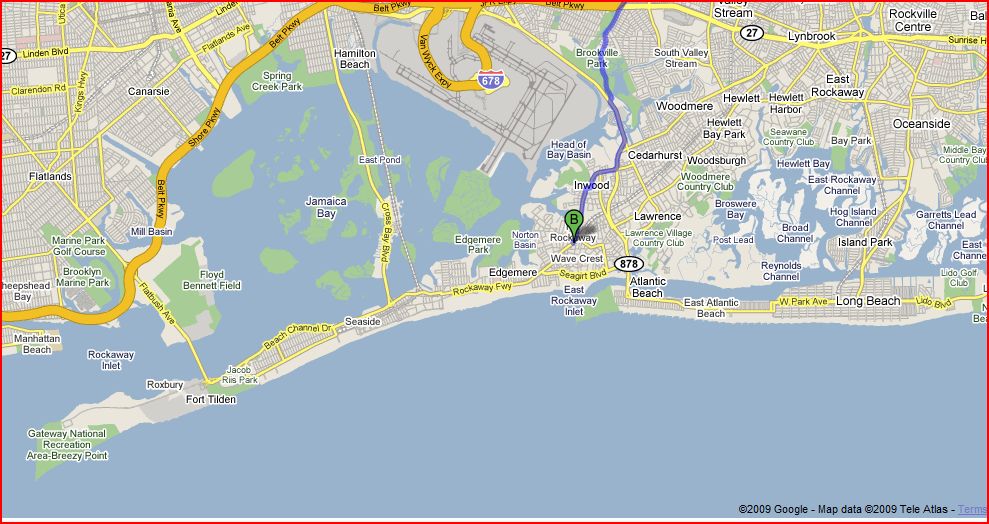 JFK Expy
Belt Pkwy
Belt Pkwy
Valley
Stream
Rockville
Centre
27
Linden Blvd
Flatlands Ave
Belt Pkwy
Hamilton
Beach
Van Wyck Expy
678
Brookville
Park
South Valley
Stream
27
Lynbrook
Sunrise H
Utica
Kings Hwy
Clarendon Rd
Canarsie
Spring
Creek Park
Shore Pkwy
Woodmere
Hewlett
Hewlett
Harbor
East
Rockaway
Oceanside
Hewlett
Bay Park
Seawane
Country Club
Bay Park
Middle Bay
Country Club
Head of
Bay Basin
Cedarhurst
Woodsburgh
Hewlett Bay
East Pond
Flatlands
Belt Pkwy
Inwood
Woodmere
Country Club
East Rockaway
Channel
Jamaica
Bay
Cross Bay Blvd
Broswere
Bay
Hog Island
Channel
Garretts Lead
Mill Basin
B
Lawrence
Broad
Channel
East
Channel
Marine Park
Golf Course
Edgemere
Park
Norton
Basin
Rockaway
Lawrence Village
Country Club
Post Lead
Island Park
Wave Crest
878
Reynolds
Channel
Brooklyn
Marine Park
Floyd
Bennett Field
Edgemere
Seagirt Blvd
Lido Golf
Club
Sheepshead
Bay
Flatbush Ave
Rockaway Fwy
East
Rockaway
Inlet
Atlantic
Beach
East Atlantic
Beach
W Park Ave
Long Beach
Lido Blvd
Seaside
Beach Channel Dr
Manhattan
Beach
Rockaway
Inlet
Jacob
Riis Park
Roxbury
Fort Tilden
Gateway National
Recreation
Area-Breezy Point
©2009 Google - Map data ©2009 Tele Atlas - Terms